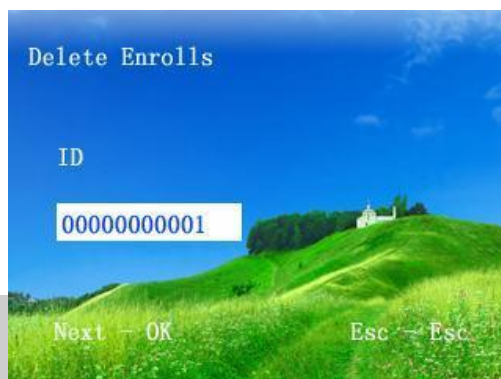 Delete Enrolls
ID
00000000001
Next - OK Esc - Esc